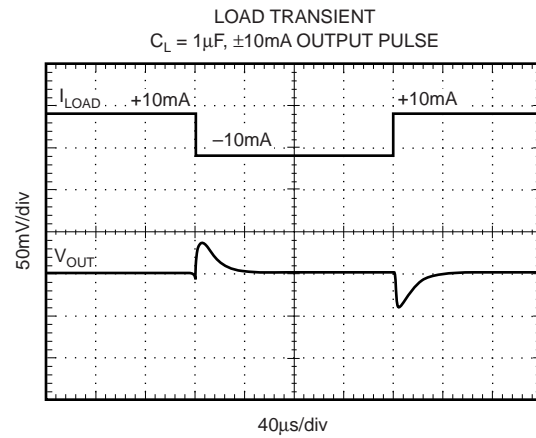 LOAD TRANSIENT
C_L = 1µF, ±10mA OUTPUT PULSE
I_LOAD +10mA
+10mA
–10mA
50mV/div
V_OUT
40µs/div